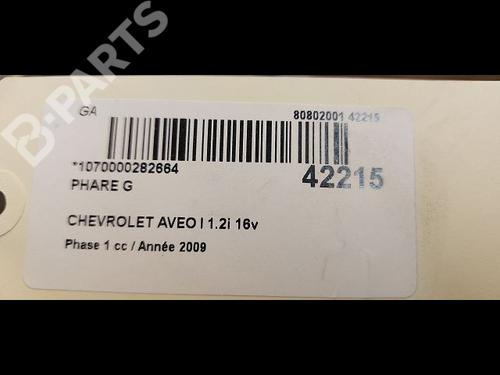 B-PARTS
GA
80802001 42215
*1070000282664
42215
PHARE G
CHEVROLET AVEO I 1.2i 16v
Phase 1 cc / Année 2009